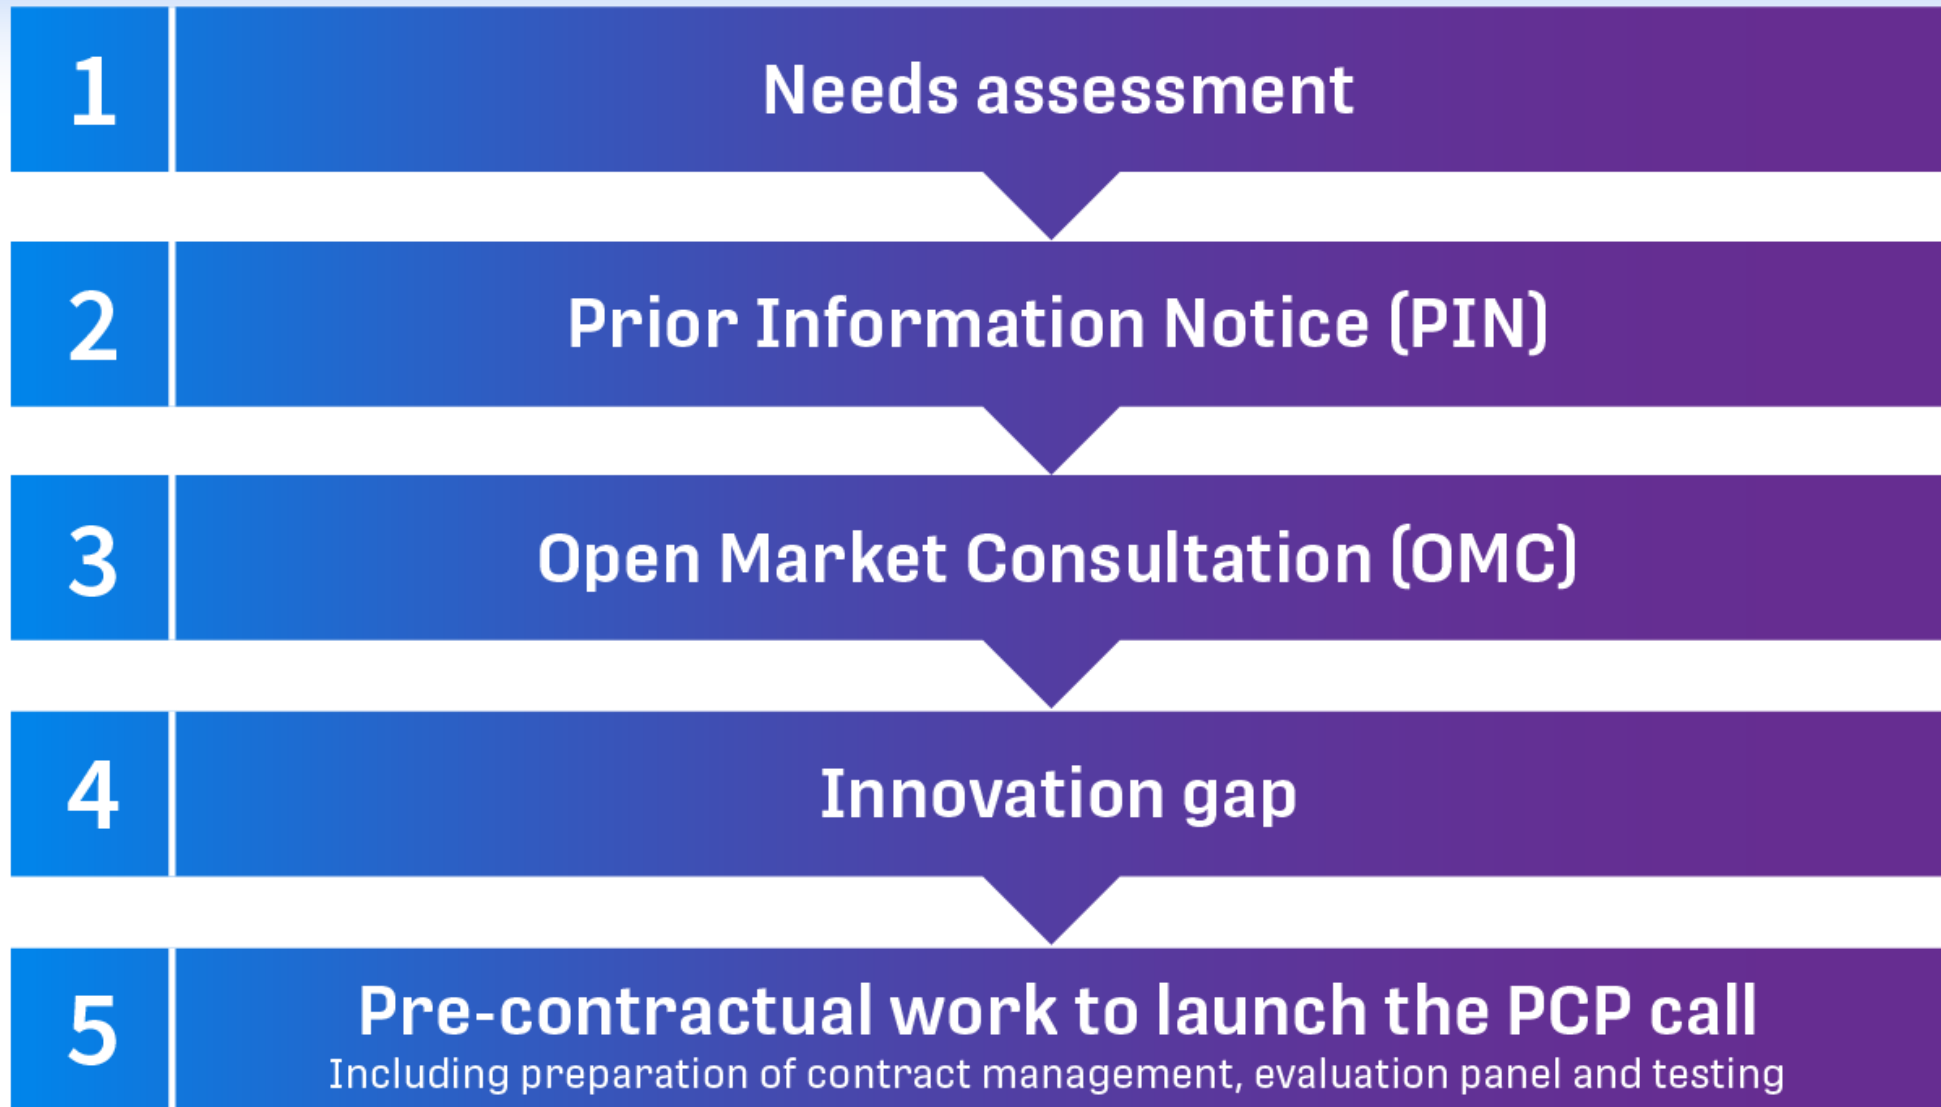 1
Needs assessment
2
Prior Information Notice (PIN)
3
Open Market Consultation (OMC)
4
Innovation gap
5
Pre-contractual work to launch the PCP call
Including preparation of contract management, evaluation panel and testing